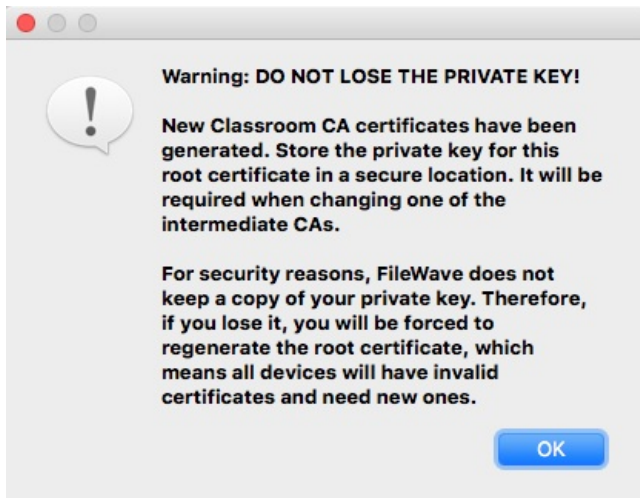 Warning: DO NOT LOSE THE PRIVATE KEY!
New Classroom CA certificates have been
generated. Store the private key for this
root certificate in a secure location. It will be
required when changing one of the
intermediate CAs.
For security reasons, FileWave does not
keep a copy of your private key. Therefore,
if you lose it, you will be forced to
regenerate the root certificate, which
means all devices will have invalid
certificates and need new ones.
OK